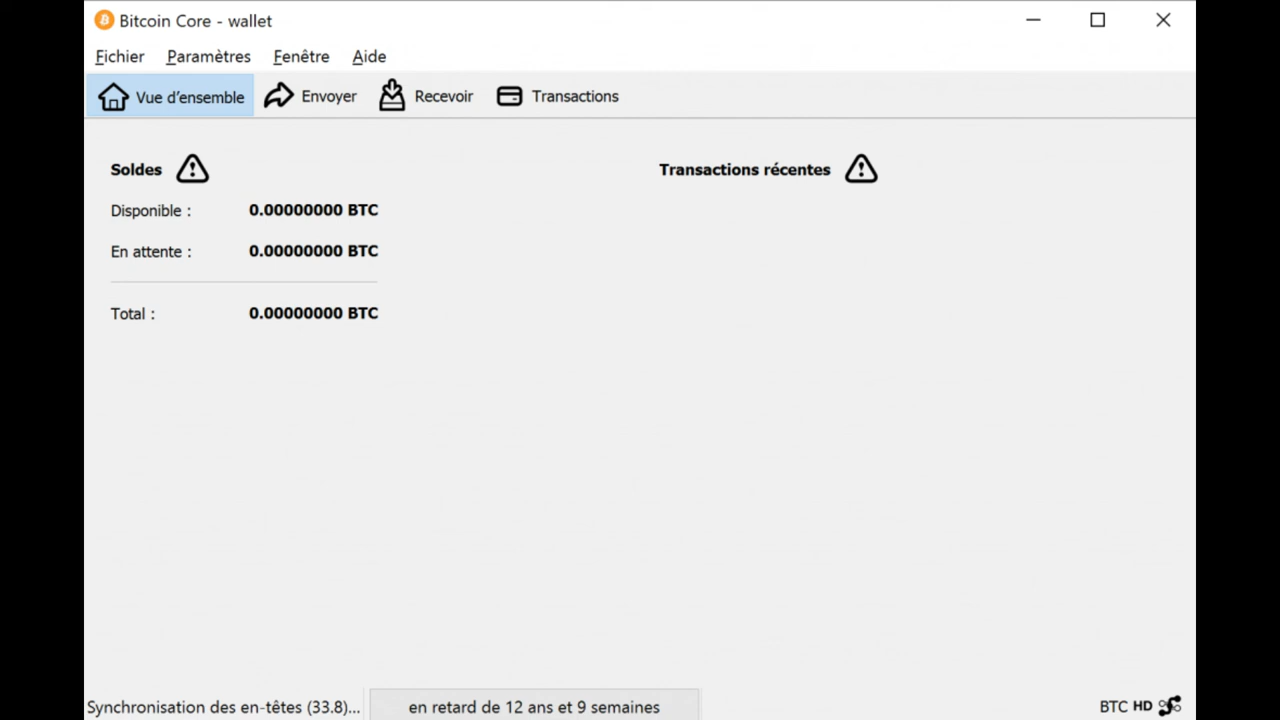 Bitcoin Core - wallet
Fichier Paramètres Fenêtre Aide
Vue d’ensemble Envoyer Recevoir Transactions
Soldes Transactions récentes
Disponible : 0.00000000 BTC
En attente : 0.00000000 BTC
Total : 0.00000000 BTC
Synchronisation des en-têtes (33.8)... en retard de 12 ans et 9 semaines BTC HD